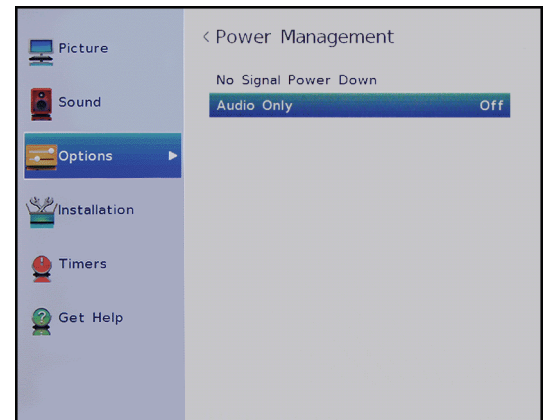 Picture
Sound
Options
Installation
Timers
Get Help
< Power Management
No Signal Power Down
Audio Only Off